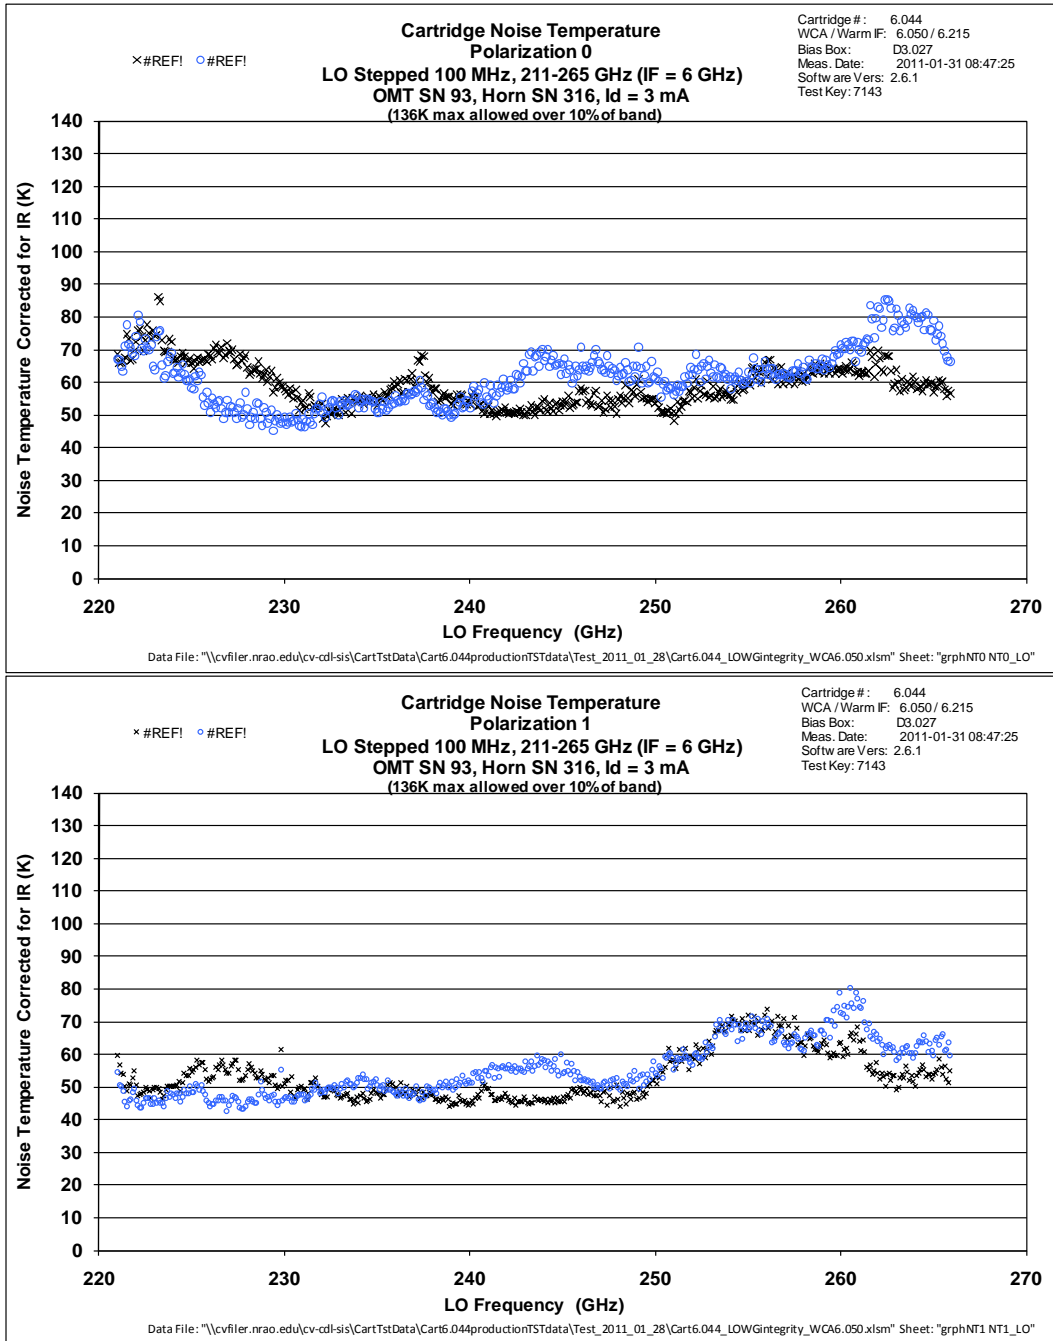 Cartridge Noise Temperature
Polarization 0
LO Stepped 100 MHz, 211-265 GHz (IF = 6 GHz)
OMT SN 93, Horn SN 316, Id = 3 mA
(136K max allowed over 10% of band)
Cartridge # : 6.044
WCA / Warm IF: 6.050 / 6.215
Bias Box: D3.027
Meas. Date: 2011-01-31 08:47:25
Software Vers: 2.6.1
Test Key: 7143
×#REF! ○#REF!
Noise Temperature Corrected for IR (K)
140
130
120
110
100
90
80
70
60
50
40
30
20
10
0
220 230 240 250 260 270
LO Frequency (GHz)
Data File: "\\cvfiler.nrao.edu\cv-cdl-sis\CartTstData\Cart6.044productionTSTdata\Test_2011_01_28\Cart6.044_LOWGintegrity_WCA6.050.xlsm" Sheet: "grphNT0 NT0_LO"
Cartridge Noise Temperature
Polarization 1
LO Stepped 100 MHz, 211-265 GHz (IF = 6 GHz)
OMT SN 93, Horn SN 316, Id = 3 mA
(136K max allowed over 10% of band)
Cartridge # : 6.044
WCA / Warm IF: 6.050 / 6.215
Bias Box: D3.027
Meas. Date: 2011-01-31 08:47:25
Software Vers: 2.6.1
Test Key: 7143
× #REF! ○ #REF!
Noise Temperature Corrected for IR (K)
140
130
120
110
100
90
80
70
60
50
40
30
20
10
0
220 230 240 250 260 270
LO Frequency (GHz)
Data File: "\\cvfiler.nrao.edu\cv-cdl-sis\CartTstData\Cart6.044productionTSTdata\Test_2011_01_28\Cart6.044_LOWGintegrity_WCA6.050.xlsm" Sheet: "grphNT1 NT1_LO"